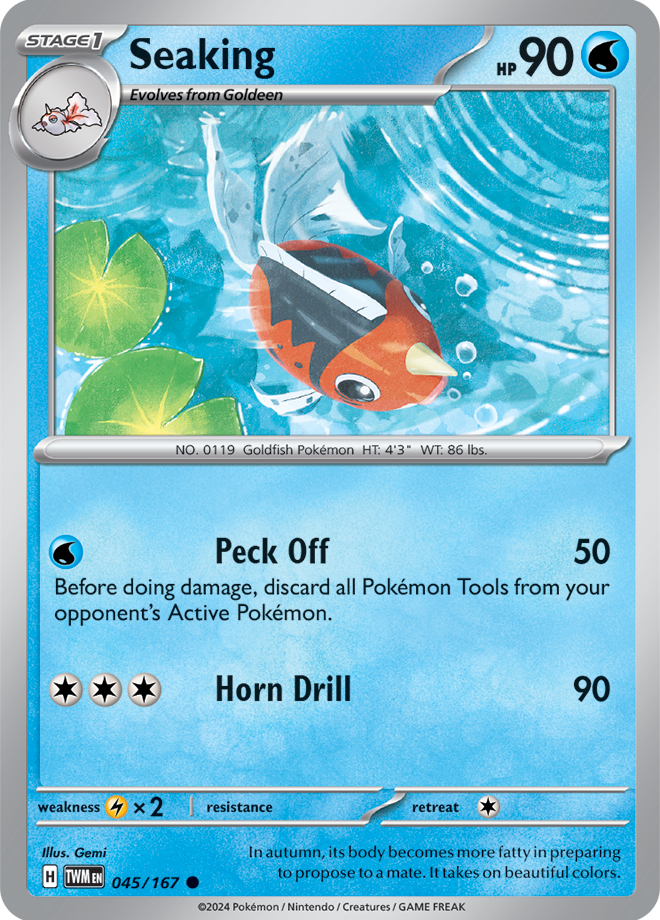 STAGE1
Seaking
HP 90
Evolves from Goldeen
NO. 0119 Goldfish Pokémon HT: 4'3" WT: 86 lbs.
Peck Off 50
Before doing damage, discard all Pokémon Tools from your
opponent's Active Pokémon.
Horn Drill 90
weakness ×2 resistance retreat
Illus. Gemi
In autumn, its body becomes more fatty in preparing
to propose to a mate. It takes on beautiful colors.
H TWM EN 045/167
©2024 Pokémon / Nintendo / Creatures / GAME FREAK